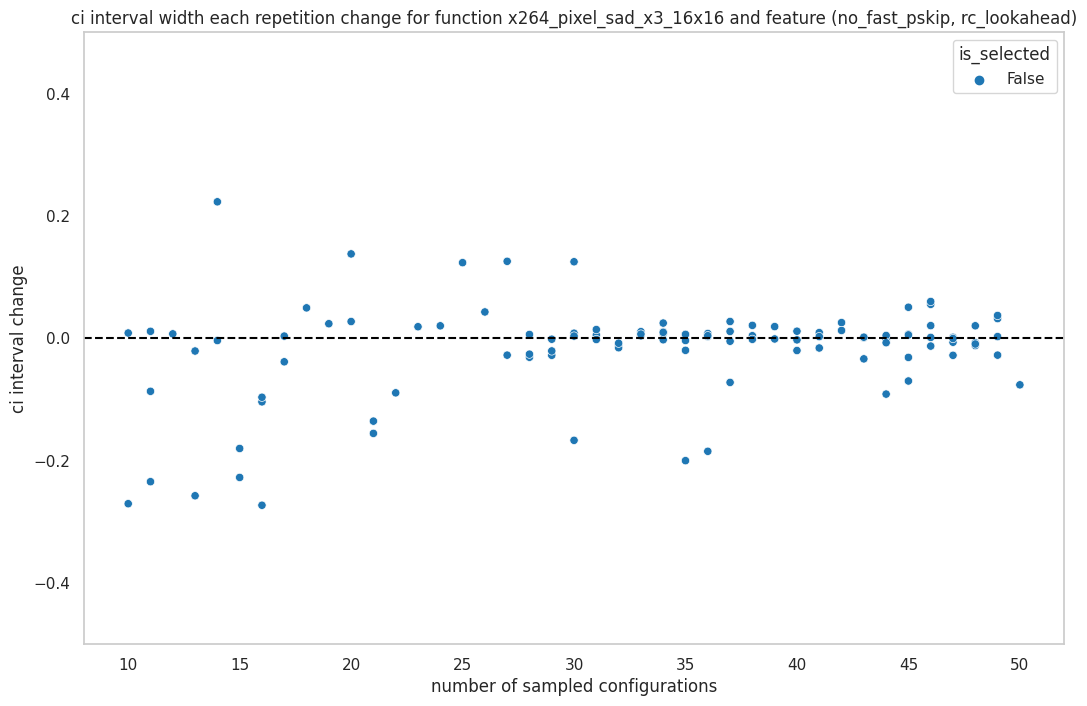 ci interval width each repetition change for function x264_pixel_sad_x3_16x16 and feature (no_fast_pskip, rc_lookahead)
is_selected
False
ci interval change
0.4
0.2
0.0
−0.2
−0.4
10 15 20 25 30 35 40 45 50
number of sampled configurations